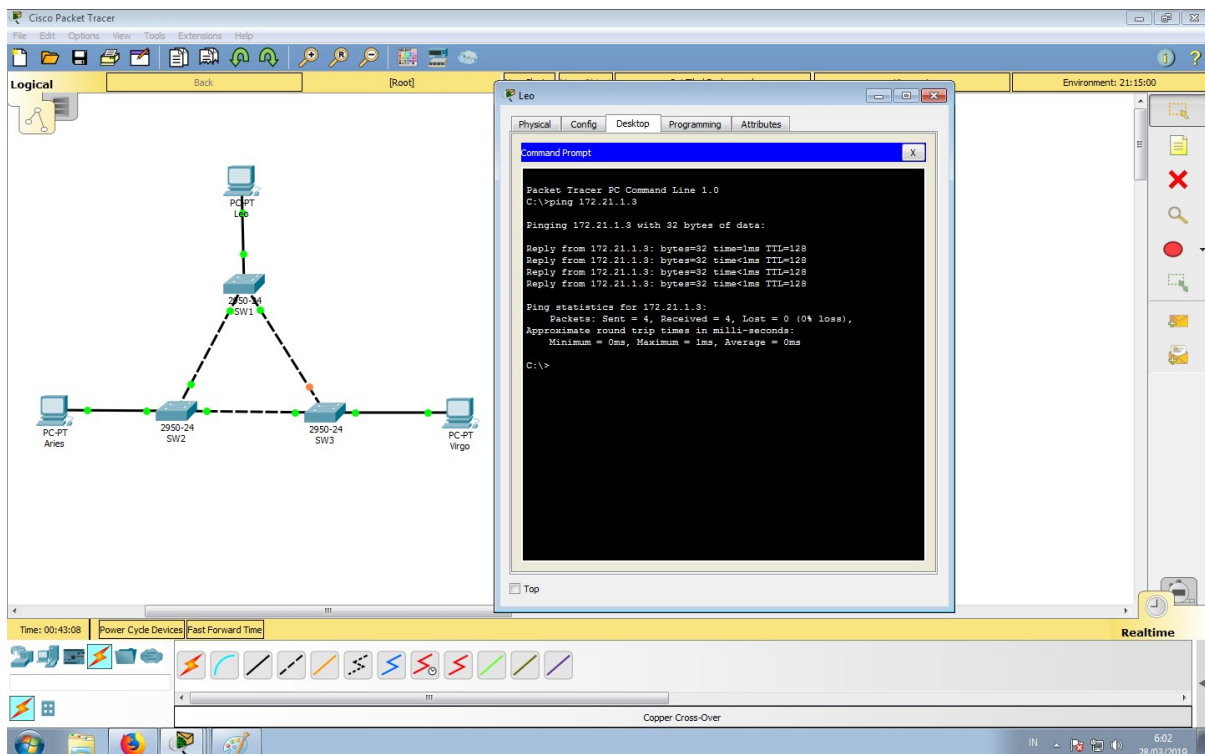 Cisco Packet Tracer
File Edit Options View Tools Extensions Help
Logical
Back
[Root]
Environment: 21:15:00
Leo
Physical Config Desktop Programming Attributes
Command Prompt
X
Packet Tracer PC Command Line 1.0
C:\>ping 172.21.1.3
Pinging 172.21.1.3 with 32 bytes of data:
Reply from 172.21.1.3: bytes=32 time=1ms TTL=128
Reply from 172.21.1.3: bytes=32 time<1ms TTL=128
Reply from 172.21.1.3: bytes=32 time<1ms TTL=128
Reply from 172.21.1.3: bytes=32 time<1ms TTL=128
Ping statistics for 172.21.1.3:
Packets: Sent = 4, Received = 4, Lost = 0 (0% loss),
Approximate round trip times in milli-seconds:
Minimum = 0ms, Maximum = 1ms, Average = 0ms
C:\>
Top
PC-PT
Leo
2950-24
SW1
PC-PT
Aries
2950-24
SW2
2950-24
SW3
PC-PT
Virgo
Time: 00:43:08
Power Cycle Devices
Fast Forward Time
Realtime
Copper Cross-Over
IN
6:02
28/03/2019